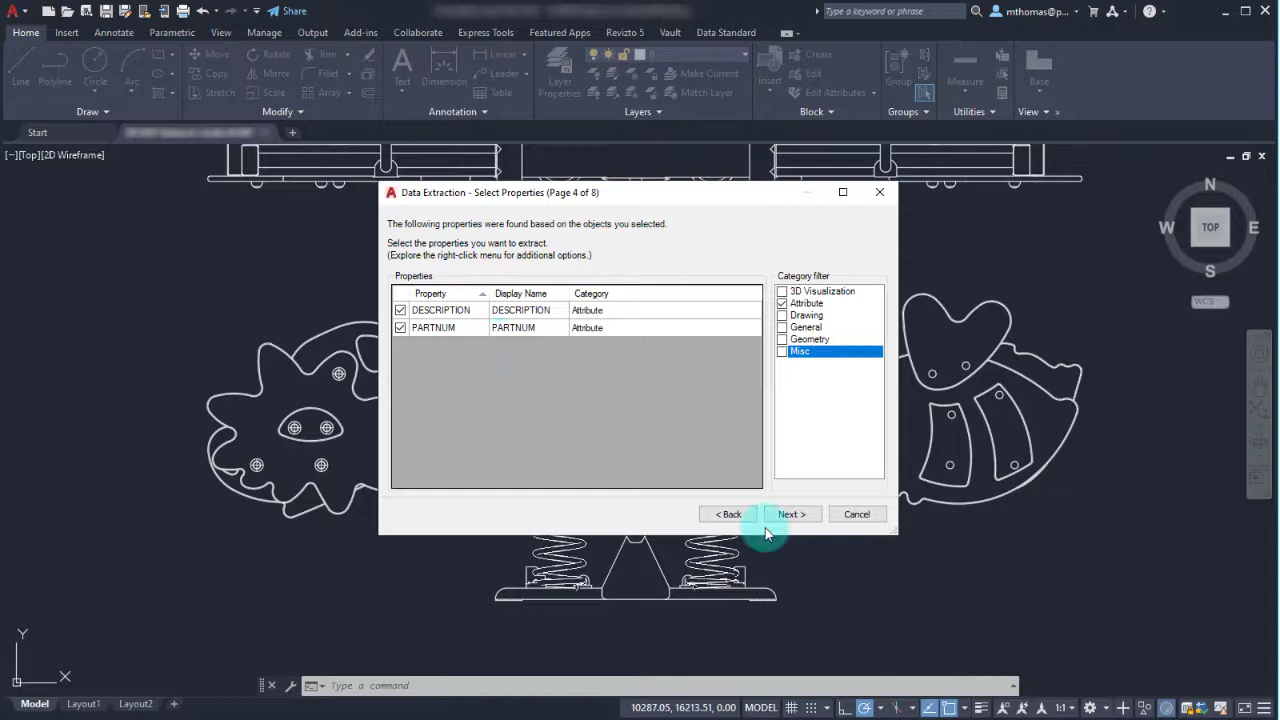 Share
Type a keyword or phrase
mthomas@p...
Home Insert Annotate Parametric View Manage Output Add-ins Collaborate Express Tools Featured Apps Revizto 5 Vault Data Standard
Line Polyline Circle Arc
Move Rotate Trim
Copy Mirror Fillet
Stretch Scale Array
Text Dimension
Linear
Leader
Table
Layer Properties
0
Make Current
Match Layer
Insert
Create
Edit
Edit Attributes
Group
Measure
Base
Draw Modify Annotation Layers Block Groups Utilities View
Start
[−][Top][2D Wireframe]
N
W TOP E
S
WCS
Data Extraction - Select Properties (Page 4 of 8)
The following properties were found based on the objects you selected.
Select the properties you want to extract.
(Explore the right-click menu for additional options.)
Properties
Property Display Name Category
DESCRIPTION DESCRIPTION Attribute
PARTNUM PARTNUM Attribute
Category filter
3D Visualization
Attribute
Drawing
General
Geometry
Misc
< Back Next > Cancel
Y
X
Type a command
Model Layout1 Layout2 +
10287.05, 16213.51, 0.00 MODEL 1:1